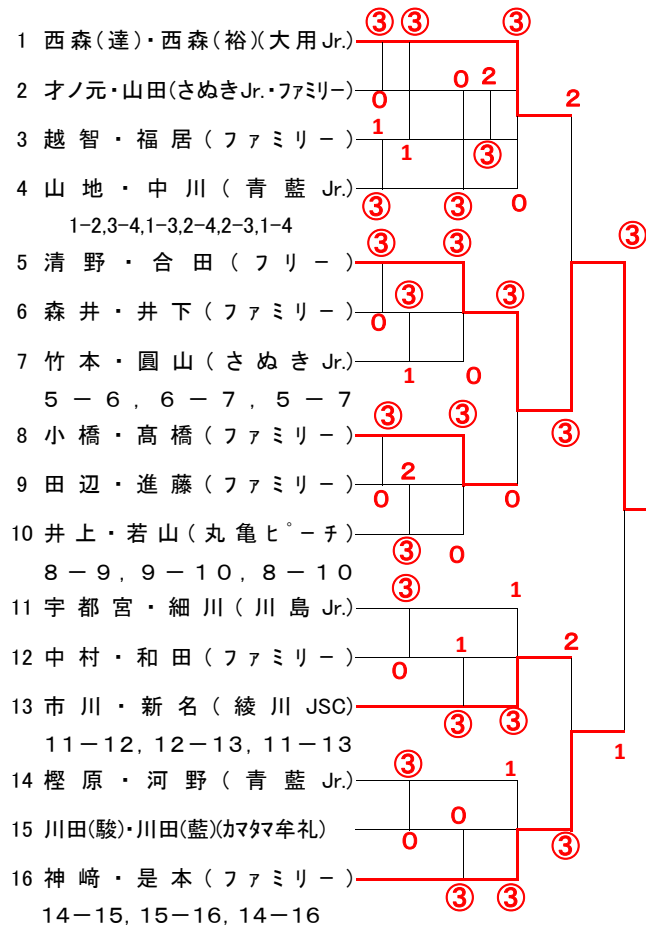 ③ ③ ③
1 西森(達)・西森(裕)(大用Jr.)
0 2 2
2 才ノ元・山田(さぬきJr.・ファミリー)
0
1
3 越智・福居(ファミリー)
1 ③
4 山地・中川(青藍Jr.)
③ ③ 0
1-2,3-4,1-3,2-4,2-3,1-4
③ ③ ③
5 清野・合田(フリー)
③ ③
6 森井・井下(ファミリー)
0
7 竹本・圓山(さぬきJr.)
1 0
5-6,6-7,5-7
③ ③ ③
8 小橋・髙橋(ファミリー)
2
9 田辺・進藤(ファミリー)
0 0
10 井上・若山(丸亀ピーチ)
③ 0
8-9,9-10,8-10
③ 1
11 宇都宮・細川(川島Jr.)
1 2
12 中村・和田(ファミリー)
0
13 市川・新名(綾川JSC)
③ ③
11-12,12-13,11-13
1
③ 1
14 樫原・河野(青藍Jr.)
0
15 川田(駿)・川田(藍)(カマタマ牟礼)
0 ③
16 神﨑・是本(ファミリー)
③ ③
14-15,15-16,14-16